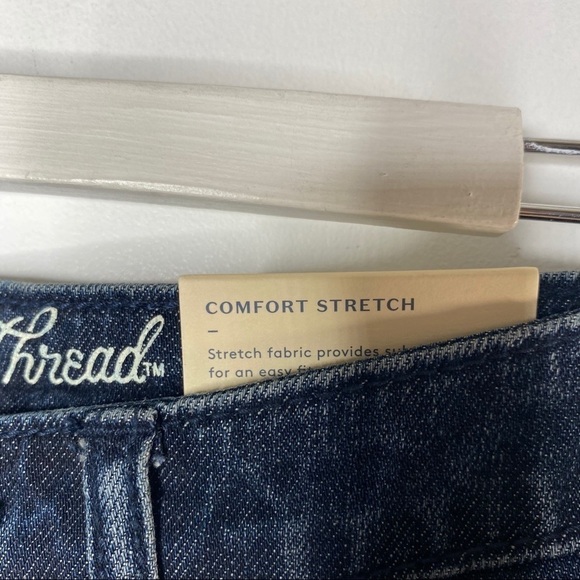 Thread™
COMFORT STRETCH
–
Stretch fabric provides
for an easy